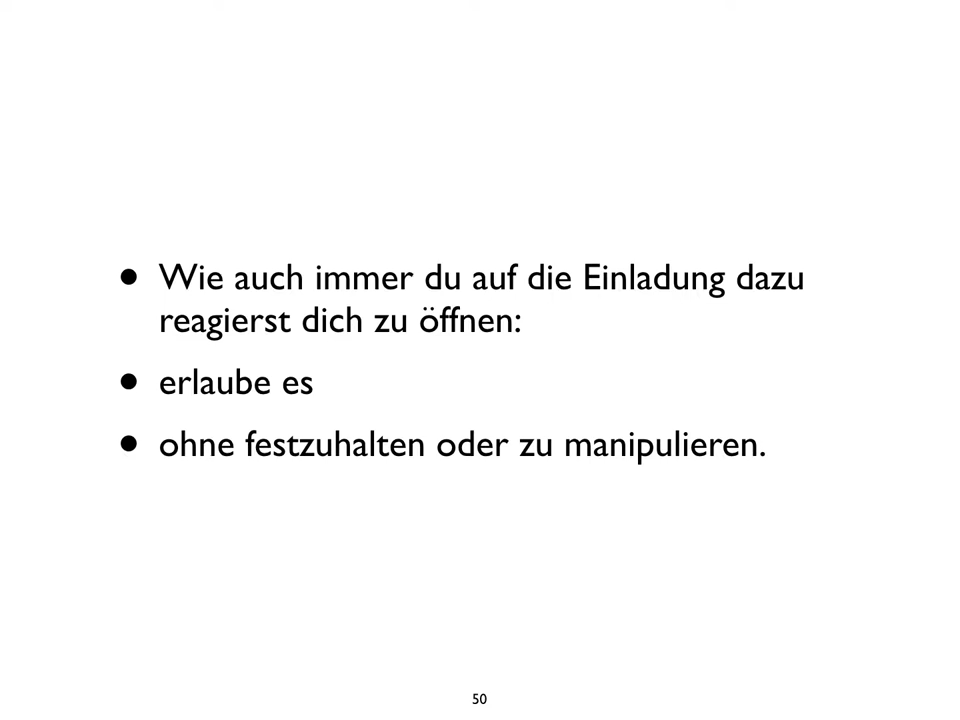 • Wie auch immer du auf die Einladung dazu
reagierst dich zu öffnen:
• erlaube es
• ohne festzuhalten oder zu manipulieren.
50